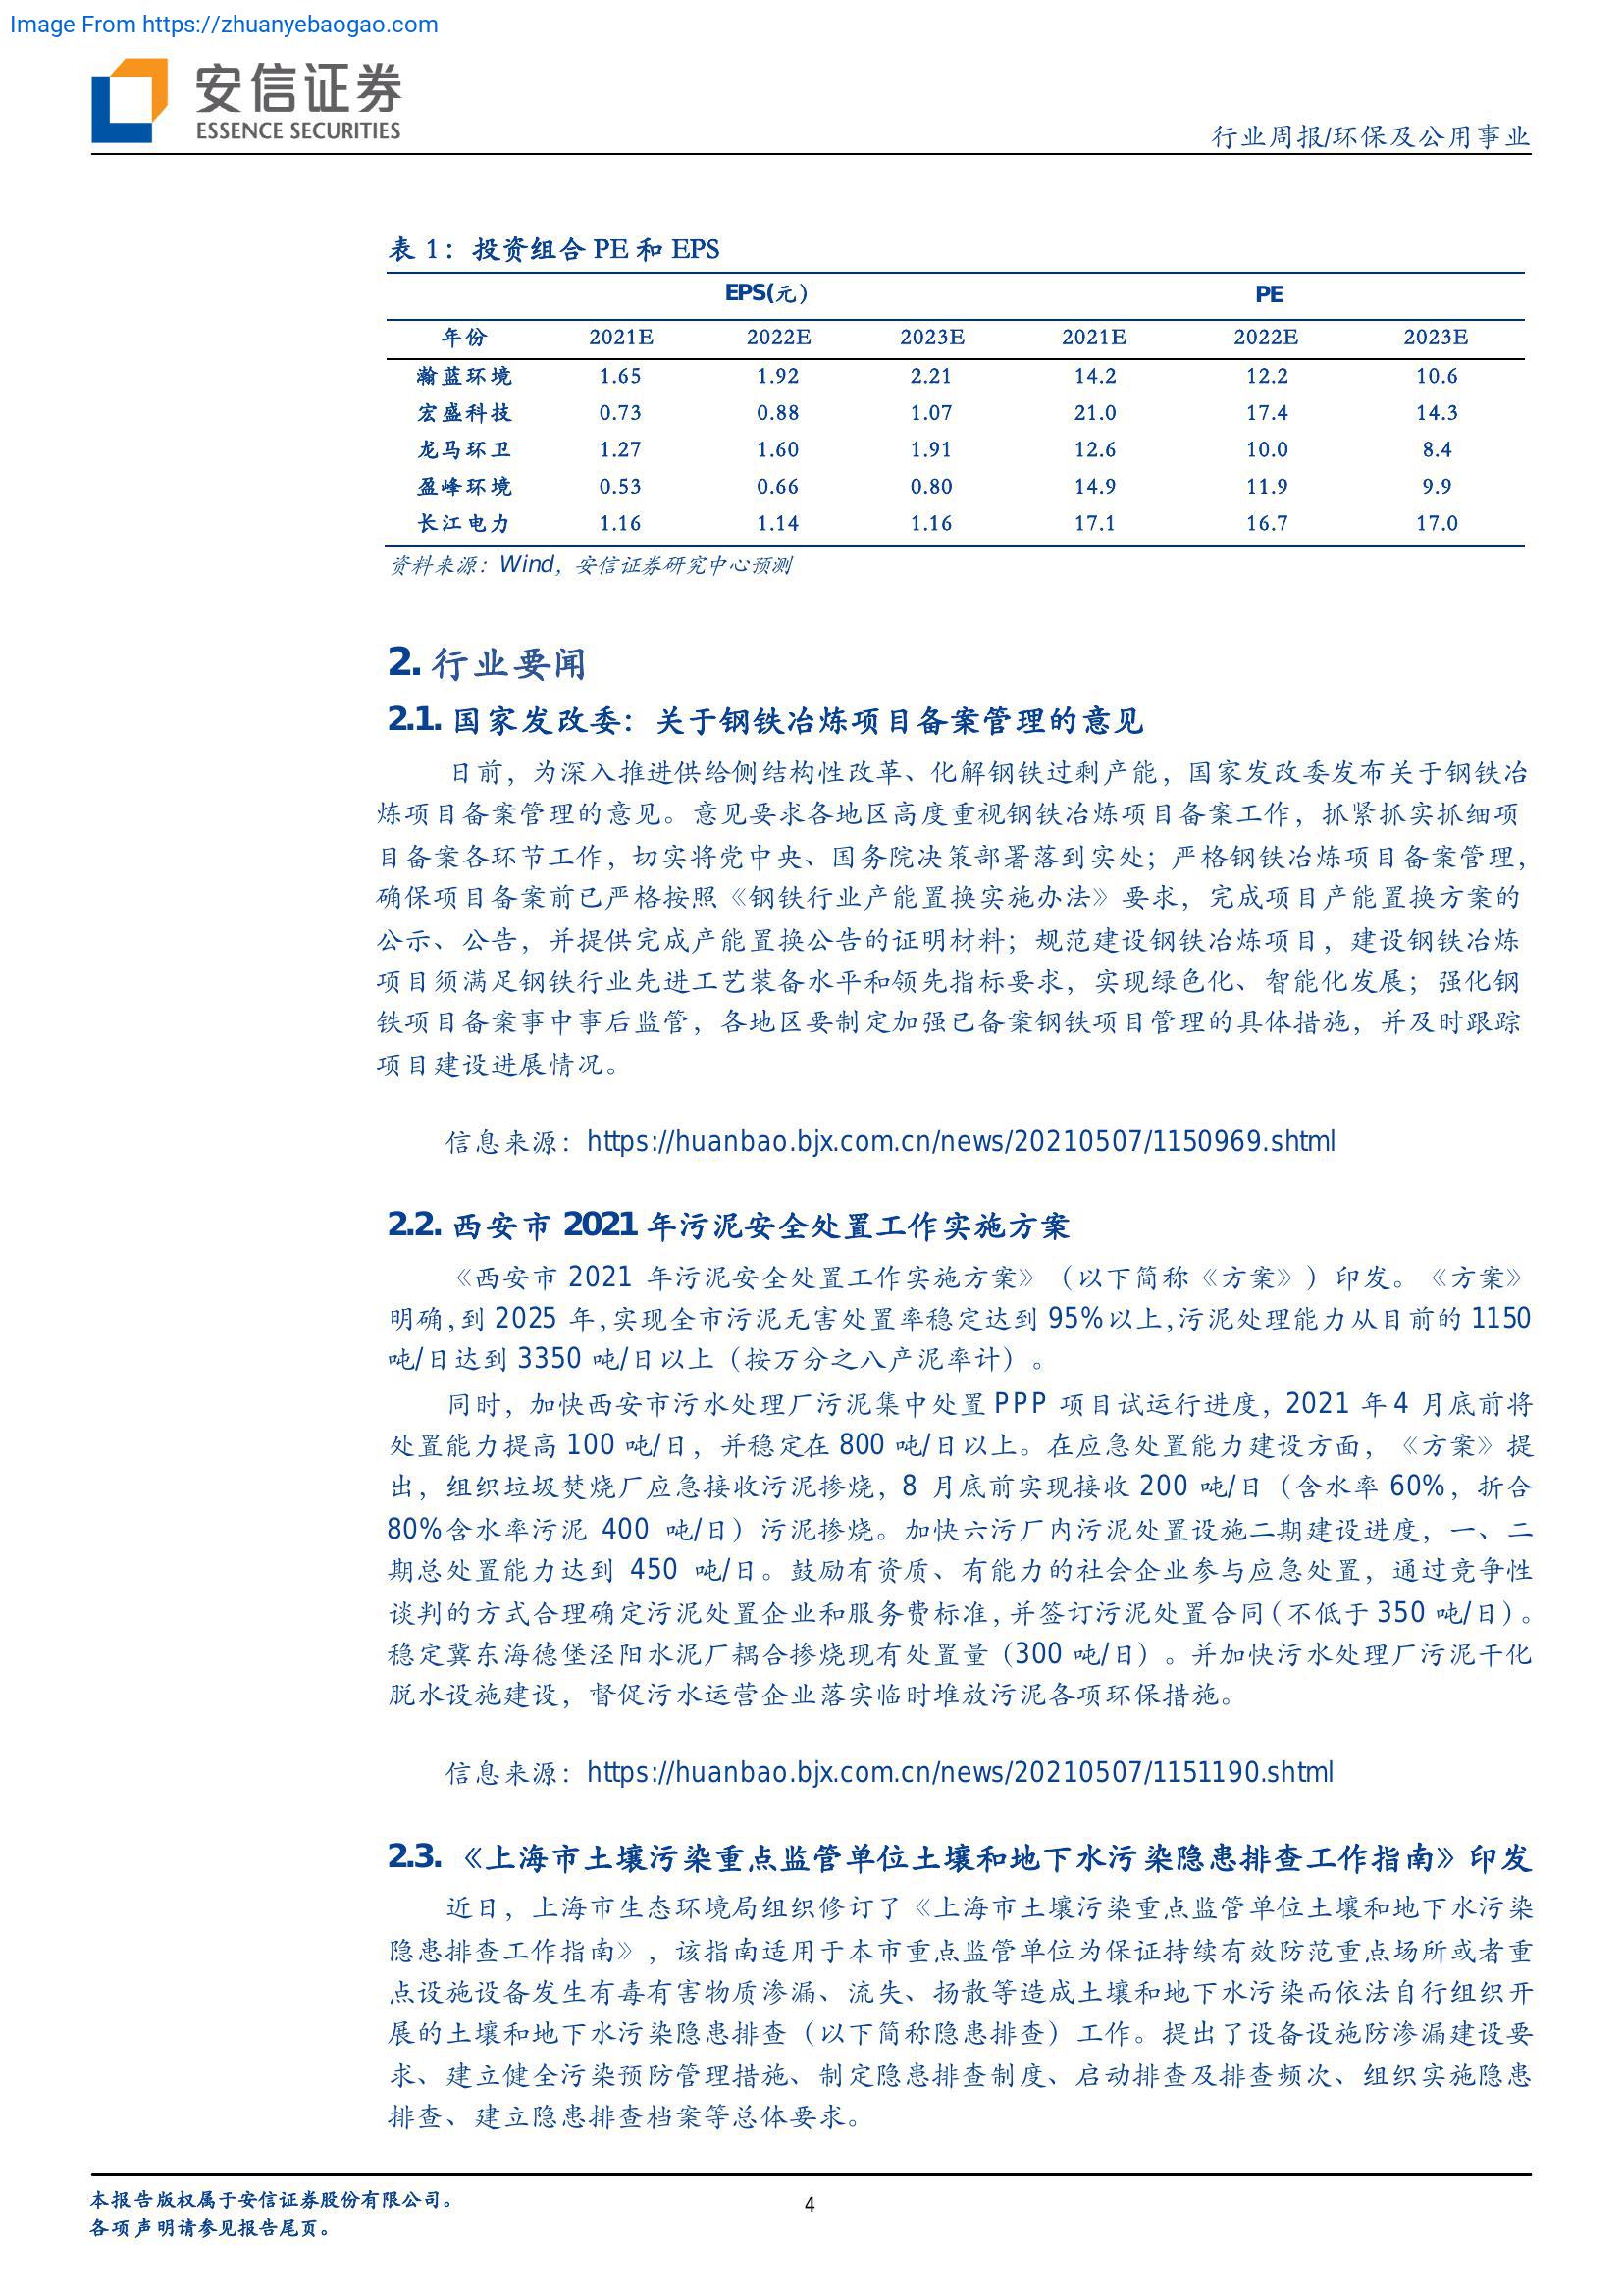 Image From https://zhuanyebaogao.com
安信证券
ESSENCE SECURITIES
行业周报/环保及公用事业
表 1：投资组合 PE 和 EPS
EPS(元） PE
年份 2021E 2022E 2023E 2021E 2022E 2023E
瀚蓝环境 1.65 1.92 2.21 14.2 12.2 10.6
宏盛科技 0.73 0.88 1.07 21.0 17.4 14.3
龙马环卫 1.27 1.60 1.91 12.6 10.0 8.4
盈峰环境 0.53 0.66 0.80 14.9 11.9 9.9
长江电力 1.16 1.14 1.16 17.1 16.7 17.0
资料来源：Wind，安信证券研究中心预测
2. 行业要闻
2.1. 国家发改委：关于钢铁冶炼项目备案管理的意见
日前，为深入推进供给侧结构性改革、化解钢铁过剩产能，国家发改委发布关于钢铁冶
炼项目备案管理的意见。意见要求各地区高度重视钢铁冶炼项目备案工作，抓紧抓实抓细项
目备案各环节工作，切实将党中央、国务院决策部署落到实处；严格钢铁冶炼项目备案管理，
确保项目备案前已严格按照《钢铁行业产能置换实施办法》要求，完成项目产能置换方案的
公示、公告，并提供完成产能置换公告的证明材料；规范建设钢铁冶炼项目，建设钢铁冶炼
项目须满足钢铁行业先进工艺装备水平和领先指标要求，实现绿色化、智能化发展；强化钢
铁项目备案事中事后监管，各地区要制定加强已备案钢铁项目管理的具体措施，并及时跟踪
项目建设进展情况。
信息来源：https://huanbao.bjx.com.cn/news/20210507/1150969.shtml
2.2. 西安市 2021 年污泥安全处置工作实施方案
《西安市 2021 年污泥安全处置工作实施方案》（以下简称《方案》）印发。《方案》
明确,到 2025 年,实现全市污泥无害处置率稳定达到 95%以上,污泥处理能力从目前的 1150
吨/日达到 3350 吨/日以上（按万分之八产泥率计）。
同时，加快西安市污水处理厂污泥集中处置 PPP 项目试运行进度，2021 年 4 月底前将
处置能力提高 100 吨/日，并稳定在 800 吨/日以上。在应急处置能力建设方面，《方案》提
出，组织垃圾焚烧厂应急接收污泥掺烧，8 月底前实现接收 200 吨/日（含水率 60%，折合
80%含水率污泥 400 吨/日）污泥掺烧。加快六污厂内污泥处置设施二期建设进度，一、二
期总处置能力达到 450 吨/日。鼓励有资质、有能力的社会企业参与应急处置，通过竞争性
谈判的方式合理确定污泥处置企业和服务费标准,并签订污泥处置合同(不低于 350 吨/日)。
稳定冀东海德堡泾阳水泥厂耦合掺烧现有处置量（300 吨/日）。并加快污水处理厂污泥干化
脱水设施建设，督促污水运营企业落实临时堆放污泥各项环保措施。
信息来源：https://huanbao.bjx.com.cn/news/20210507/1151190.shtml
2.3. 《上海市土壤污染重点监管单位土壤和地下水污染隐患排查工作指南》印发
近日，上海市生态环境局组织修订了《上海市土壤污染重点监管单位土壤和地下水污染
隐患排查工作指南》，该指南适用于本市重点监管单位为保证持续有效防范重点场所或者重
点设施设备发生有毒有害物质渗漏、流失、扬散等造成土壤和地下水污染而依法自行组织开
展的土壤和地下水污染隐患排查（以下简称隐患排查）工作。提出了设备设施防渗漏建设要
求、建立健全污染预防管理措施、制定隐患排查制度、启动排查及排查频次、组织实施隐患
排查、建立隐患排查档案等总体要求。
本报告版权属于安信证券股份有限公司。
4
各项声明请参见报告尾页。